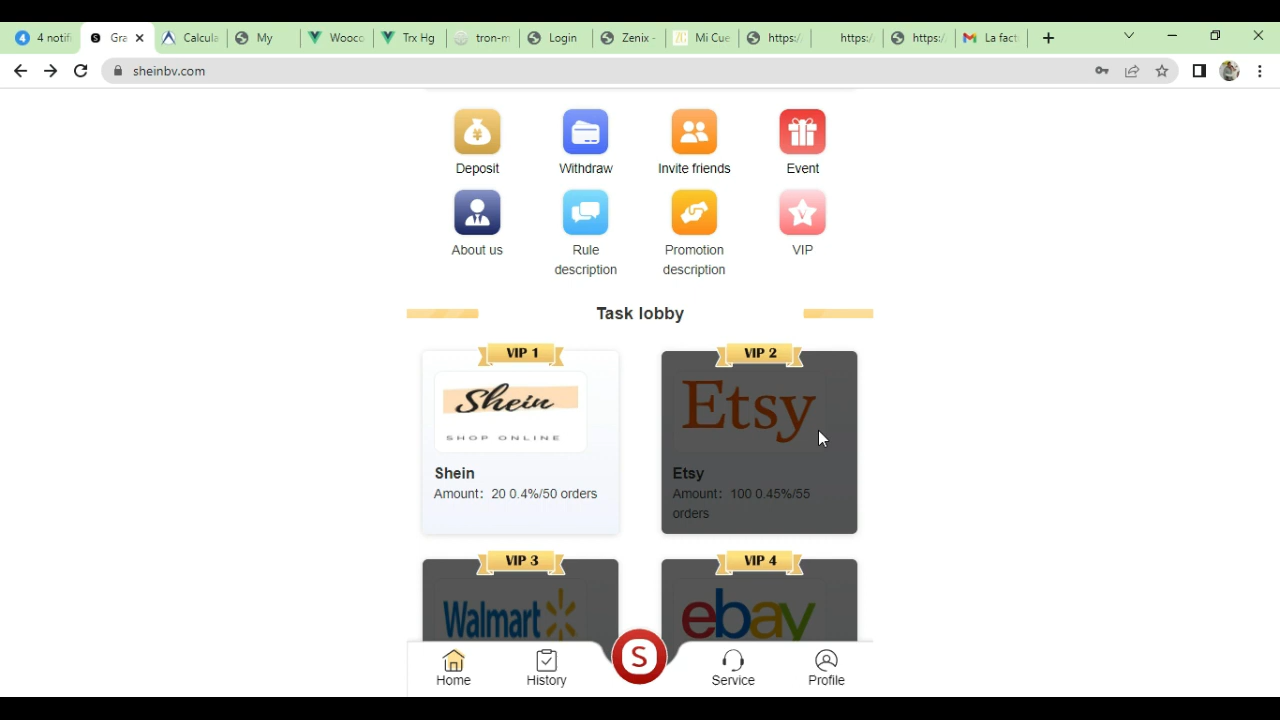 4 notifi
Gra
Calcula
My
Wooco
Trx Hg
tron-m
Login
Zenix -
Mi Cue
https:/
https:/
https:/
La fact
sheinbv.com
Deposit
Withdraw
Invite friends
Event
About us
Rule
description
Promotion
description
VIP
Task lobby
VIP 1
VIP 2
Shein
SHOP ONLINE
Etsy
Shein
Amount: 20 0.4%/50 orders
Etsy
Amount: 100 0.45%/55
orders
VIP 3
VIP 4
Walmart
ebay
S
Home
History
Service
Profile